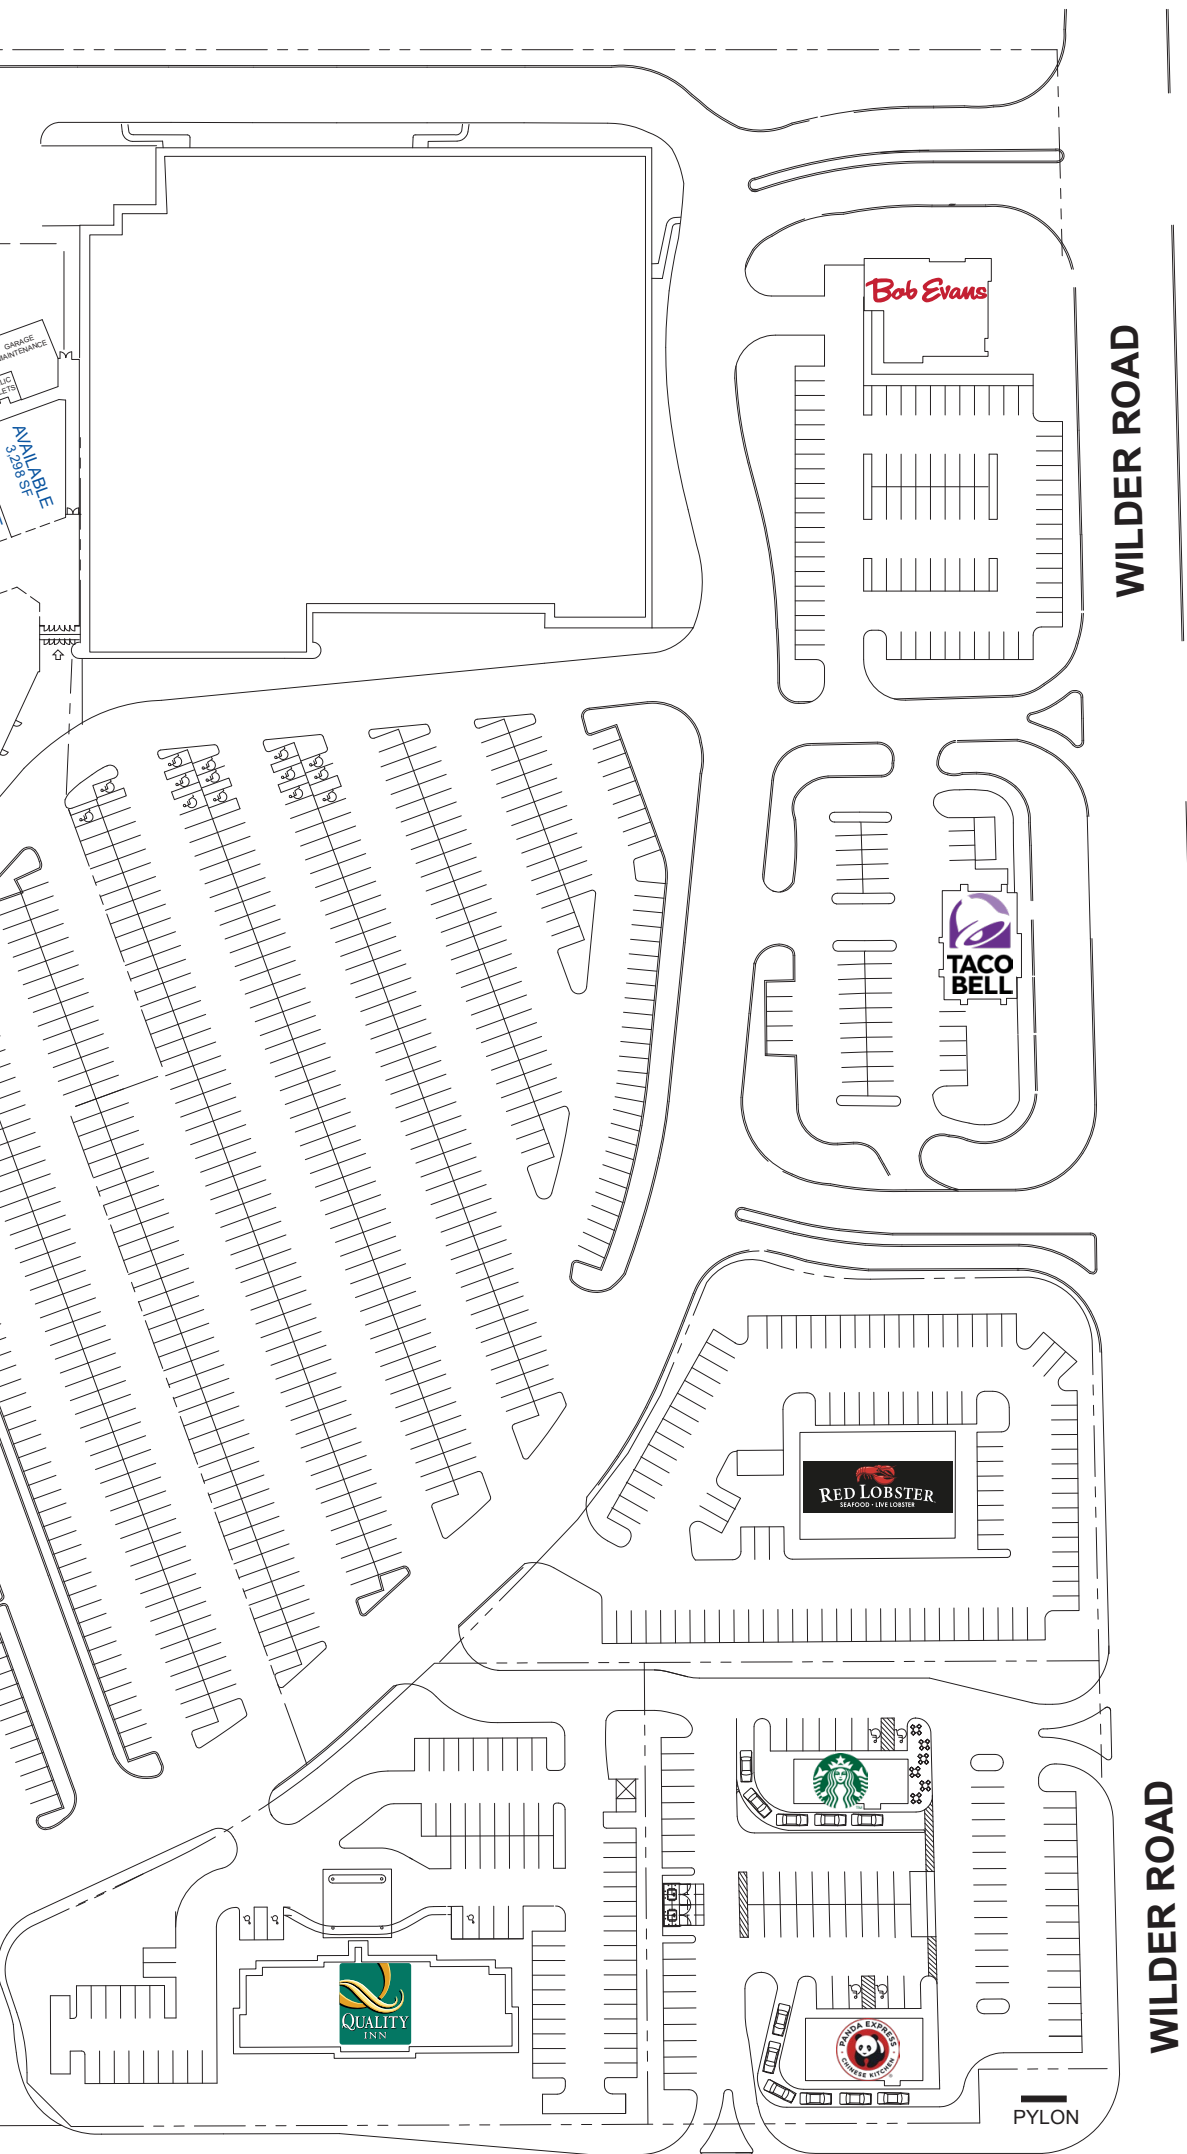 Bob Evans
GARAGE
MAINTENANCE
AVAILABLE
3,298 SF
WILDER ROAD
TACO
BELL
RED LOBSTER
SEAFOOD • LIVE LOBSTER
WILDER ROAD
QUALITY
INN
PANDA EXPRESS
CHINESE KITCHEN
PYLON